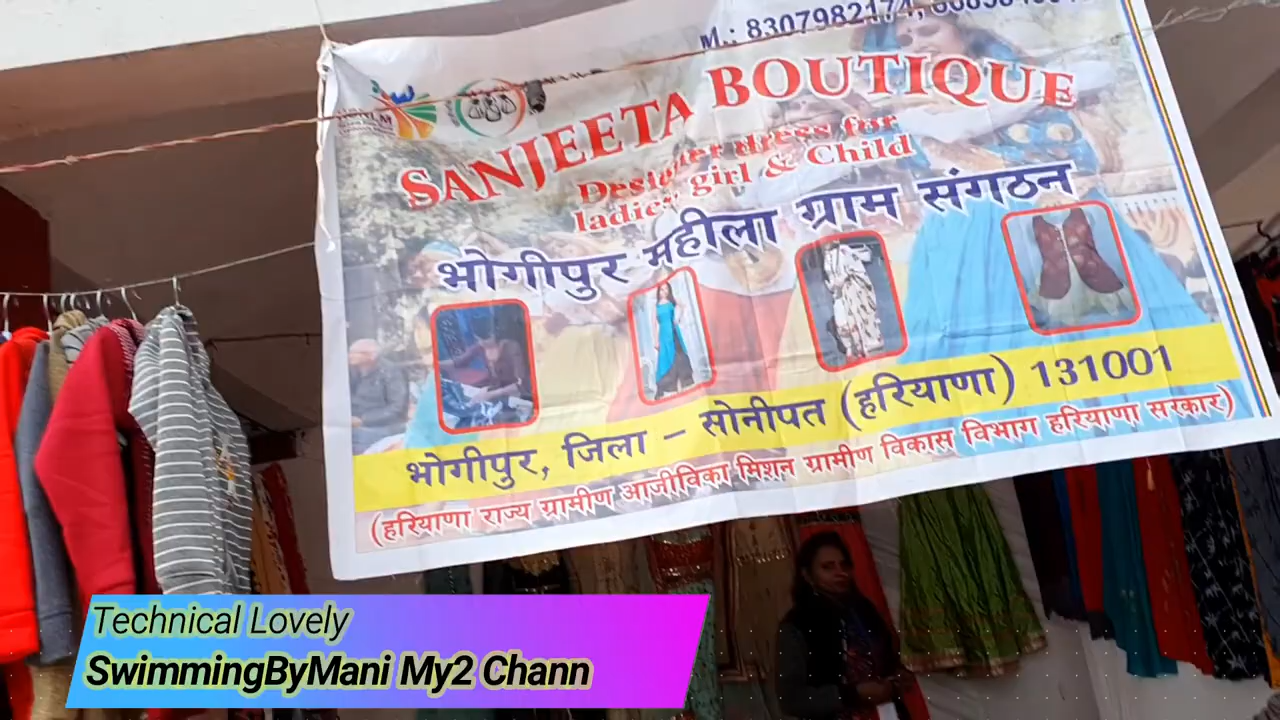 M.: 8307982174,
SANJEETA BOUTIQUE
Designer dress for
ladies, girl & Child
भोगीपुर महीला ग्राम संगठन
भोगीपुर, जिला – सोनीपत (हरियाणा) 131001
(हरियाणा राज्य ग्रामीण आजीविका मिशन ग्रामीण विकास विभाग हरियाणा सरकार)
Technical Lovely
SwimmingByMani My2 Chann